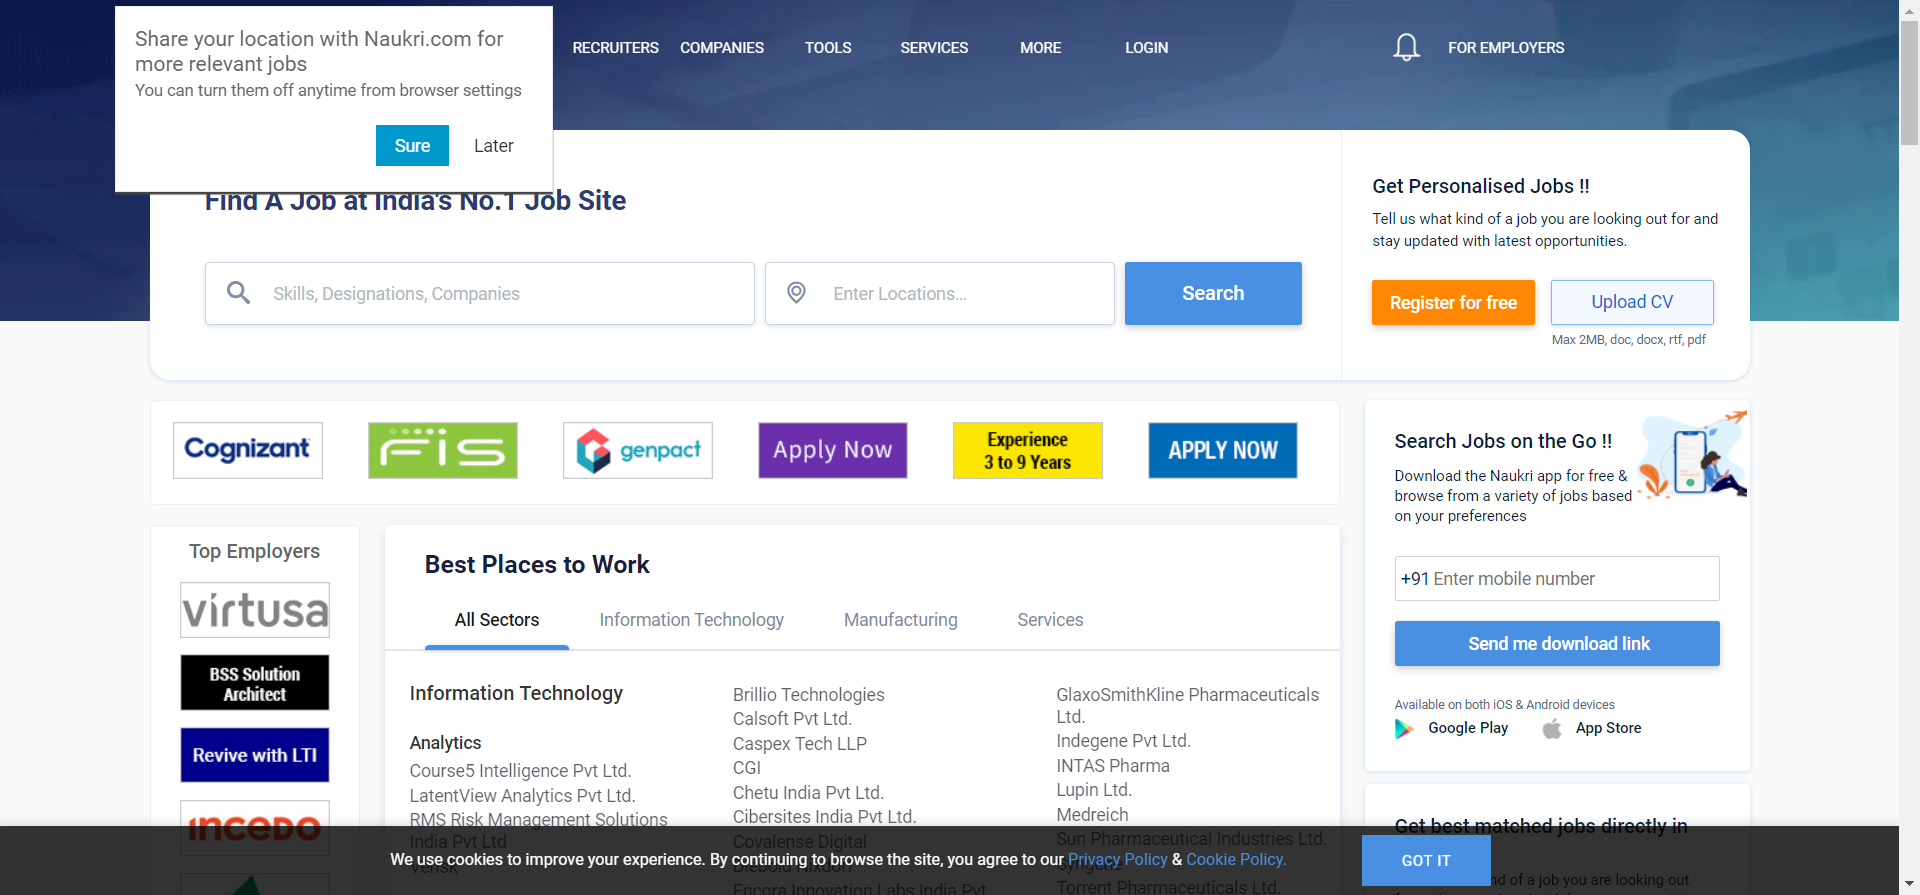 Share your location with Naukri.com for
more relevant jobs
You can turn them off anytime from browser settings
Sure
Later
RECRUITERS
COMPANIES
TOOLS
SERVICES
MORE
LOGIN
FOR EMPLOYERS
Find A Job at India's No.1 Job Site
Skills, Designations, Companies
Enter Locations...
Search
Get Personalised Jobs !!
Tell us what kind of a job you are looking out for and
stay updated with latest opportunities.
Register for free
Upload CV
Max 2MB, doc, docx, rtf, pdf
Cognizant
FIS
genpact
Apply Now
Experience
3 to 9 Years
APPLY NOW
Search Jobs on the Go !!
Download the Naukri app for free &
browse from a variety of jobs based
on your preferences
+91 Enter mobile number
Send me download link
Available on both iOS & Android devices
Google Play
App Store
Top Employers
virtusa
BSS Solution
Architect
Revive with LTI
INCEDO
Best Places to Work
All Sectors
Information Technology
Manufacturing
Services
Information Technology
Analytics
Course5 Intelligence Pvt Ltd.
LatentView Analytics Pvt Ltd.
RMS Risk Management Solutions
India Pvt Ltd
Verisk
Brillio Technologies
Calsoft Pvt Ltd.
Caspex Tech LLP
CGI
Chetu India Pvt Ltd.
Cibersites India Pvt Ltd.
Covalense Digital
Diebold Nixdorf
Encora Innovation Labs India Pvt
GlaxoSmithKline Pharmaceuticals
Ltd.
Indegene Pvt Ltd.
INTAS Pharma
Lupin Ltd.
Medreich
Sun Pharmaceutical Industries Ltd.
Syngene
Torrent Pharmaceuticals Ltd.
Get best matched jobs directly in
nd of a job you are looking out
We use cookies to improve your experience. By continuing to browse the site, you agree to our Privacy Policy & Cookie Policy.
GOT IT